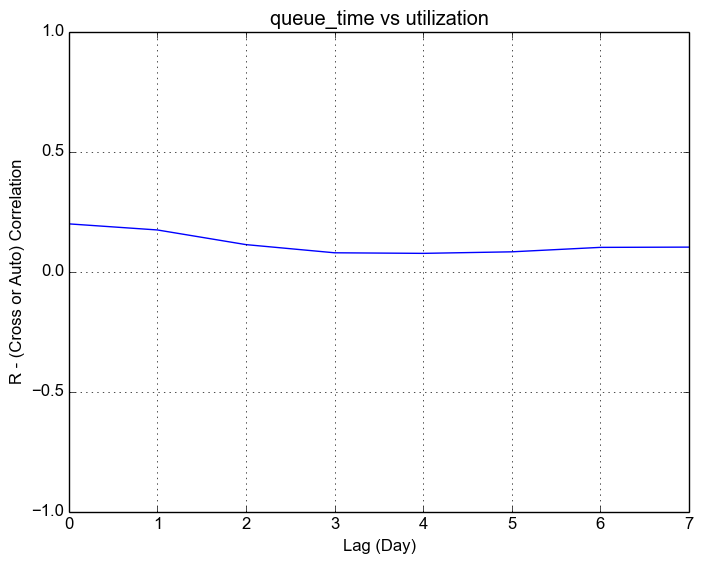 queue_time vs utilization
1.0
0.5
0.0
−0.5
−1.0
R - (Cross or Auto) Correlation
0 1 2 3 4 5 6 7
Lag (Day)